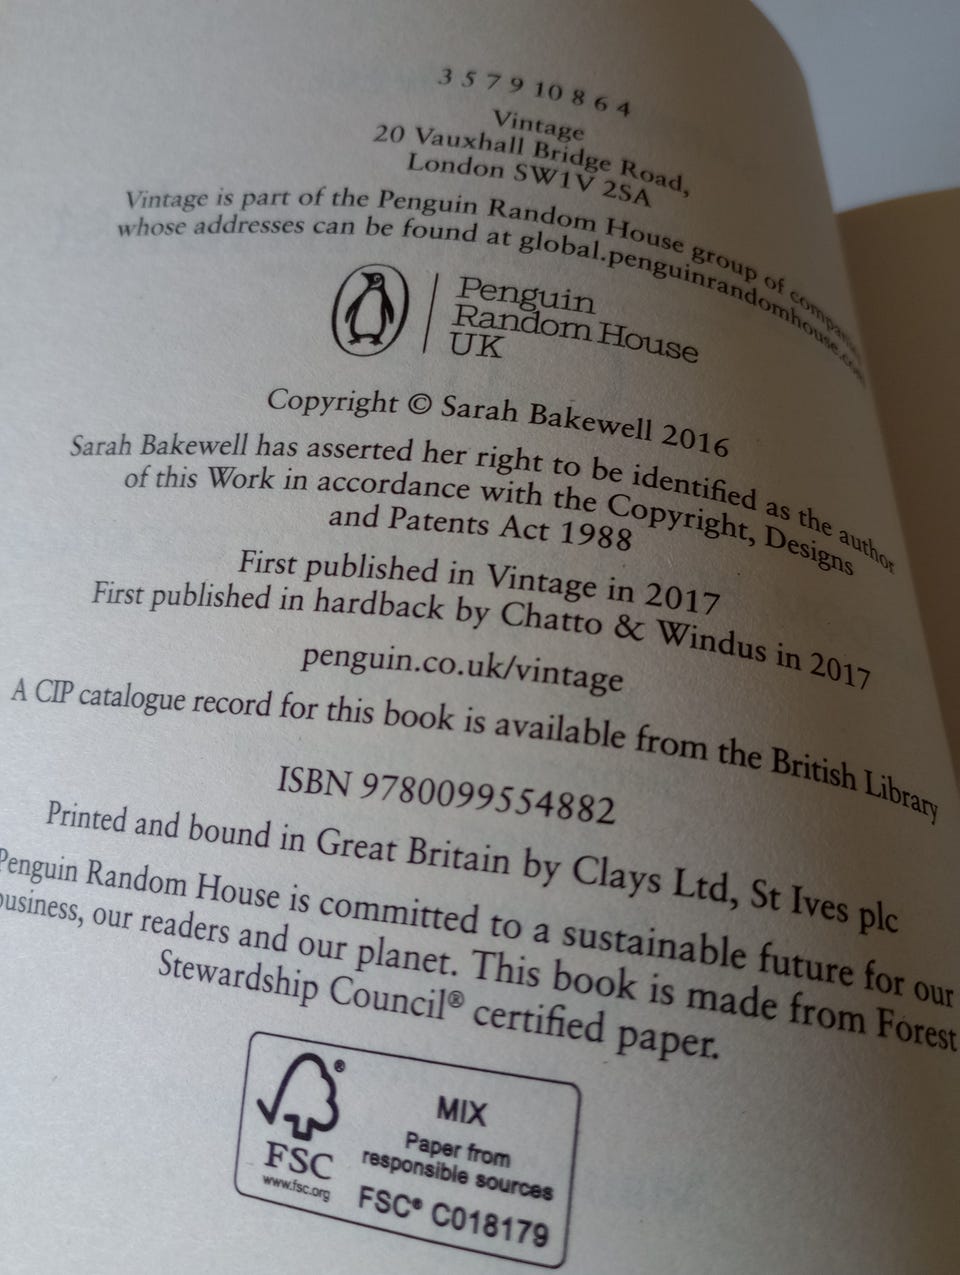 3 5 7 9 10 8 6 4
Vintage
20 Vauxhall Bridge Road,
London SW1V 2SA
Vintage is part of the Penguin Random House group of companies
whose addresses can be found at global.penguinrandomhouse.com
Penguin
Random House
UK
Copyright © Sarah Bakewell 2016
Sarah Bakewell has asserted her right to be identified as the author
of this Work in accordance with the Copyright, Designs
and Patents Act 1988
First published in Vintage in 2017
First published in hardback by Chatto & Windus in 2017
penguin.co.uk/vintage
A CIP catalogue record for this book is available from the British Library
ISBN 9780099554882
Printed and bound in Great Britain by Clays Ltd, St Ives plc
Penguin Random House is committed to a sustainable future for our
business, our readers and our planet. This book is made from Forest
Stewardship Council® certified paper.
®
MIX
Paper from
responsible sources
FSC
www.fsc.org
FSC® C018179